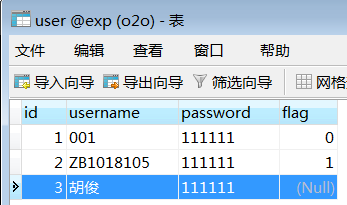 user @exp (o2o) - 表
文件 编辑 查看 窗口 帮助
导入向导 导出向导 筛选向导 网格
id username password flag
1 001 111111 0
2 ZB1018105 111111 1
3 胡俊 111111 (Null)